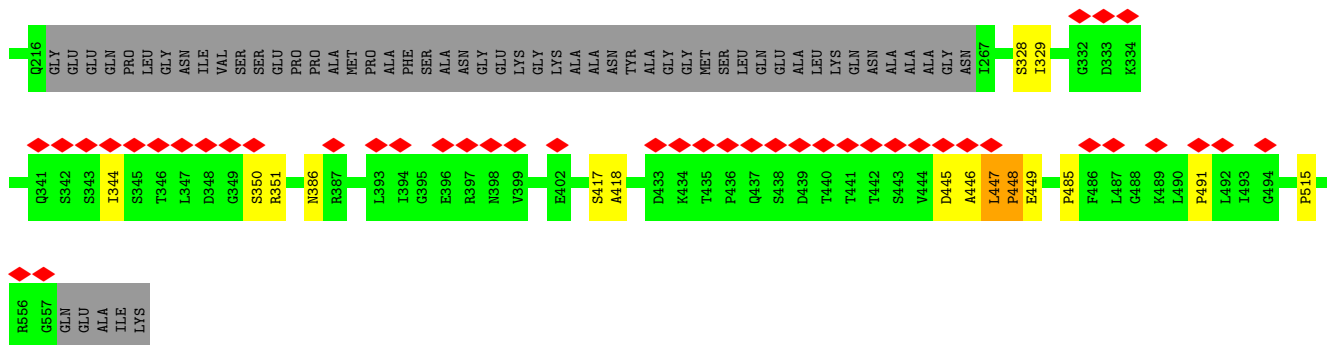 Q216 GLY GLU GLU GLN PRO LEU GLY ASN ILE VAL SER SER GLU PRO PRO ALA MET PRO ALA PHE SER ALA ASN GLY GLU LYS GLY LYS ALA ALA ASN TYR ALA GLY GLY MET SER LEU GLN GLU ALA LEU LYS GLN ASN ALA ALA ALA GLY ASN I267 S328 I329 G332 D333 K334
Q341 S342 S343 I344 S345 T346 L347 D348 G349 S350 R351 N386 R387 L393 I394 G395 E396 R397 N398 V399 E402 S417 A418 D433 K434 T435 P436 Q437 S438 D439 T440 T441 T442 S443 V444 D445 A446 L447 P448 E449 P485 F486 L487 G488 K489 L490 P491 L492 I493 G494 P515
R556 G557 GLN GLU ALA ILE LYS